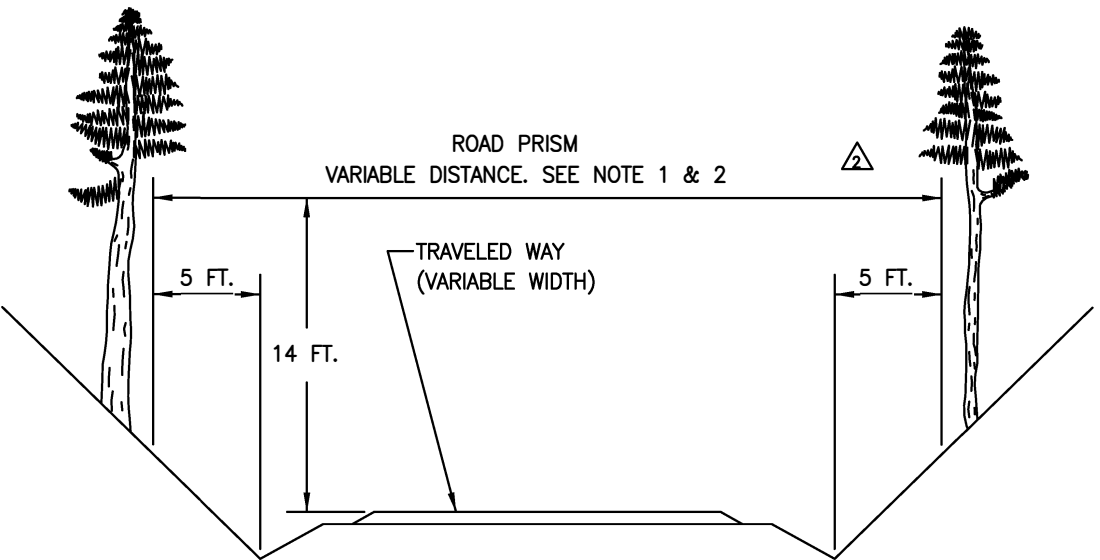 ROAD PRISM
VARIABLE DISTANCE. SEE NOTE 1 & 2
2
TRAVELED WAY
(VARIABLE WIDTH)
5 FT.
5 FT.
14 FT.